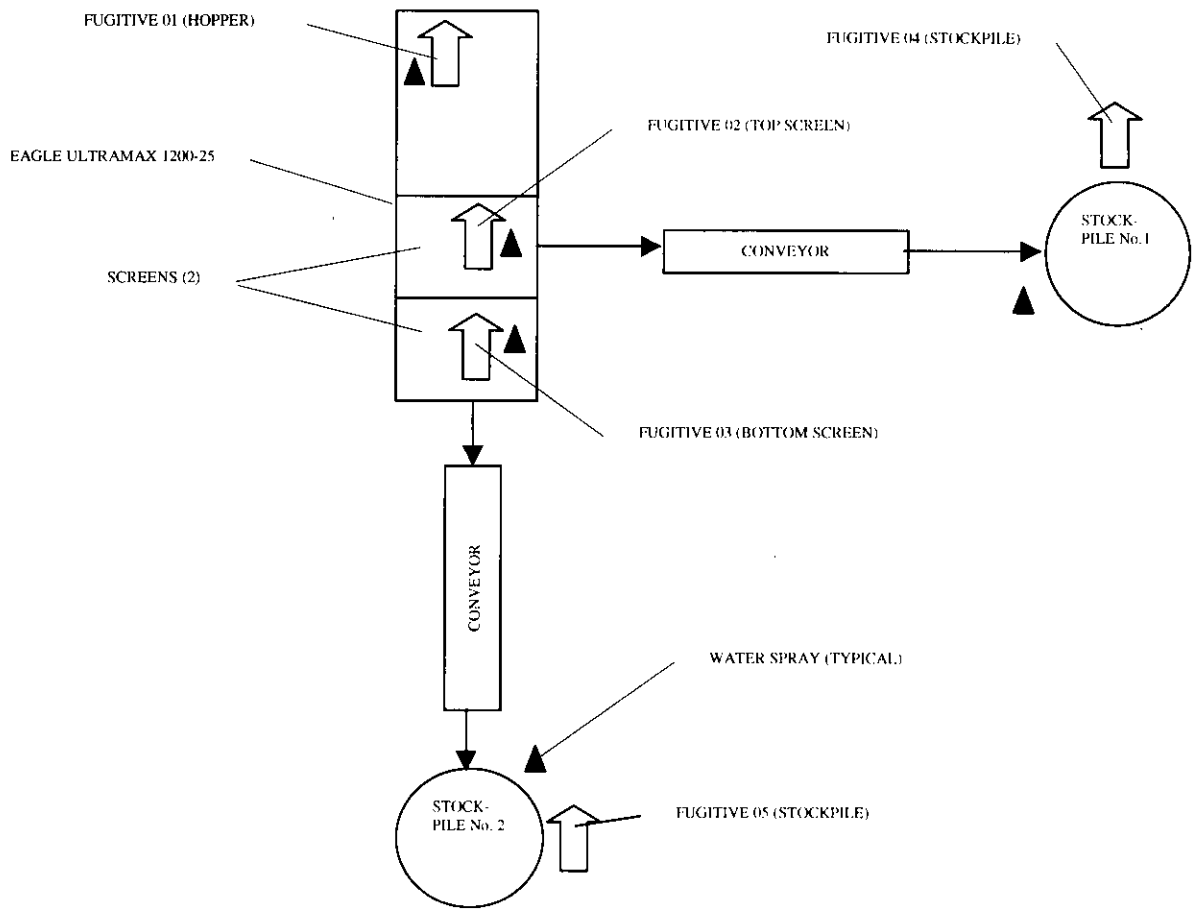 FUGITIVE 01 (HOPPER)
FUGITIVE 04 (STOCKPILE)
FUGITIVE 02 (TOP SCREEN)
EAGLE ULTRAMAX 1200-25
STOCK-
PILE No. 1
CONVEYOR
SCREENS (2)
FUGITIVE 03 (BOTTOM SCREEN)
CONVEYOR
WATER SPRAY (TYPICAL)
STOCK-
PILE No. 2
FUGITIVE 05 (STOCKPILE)